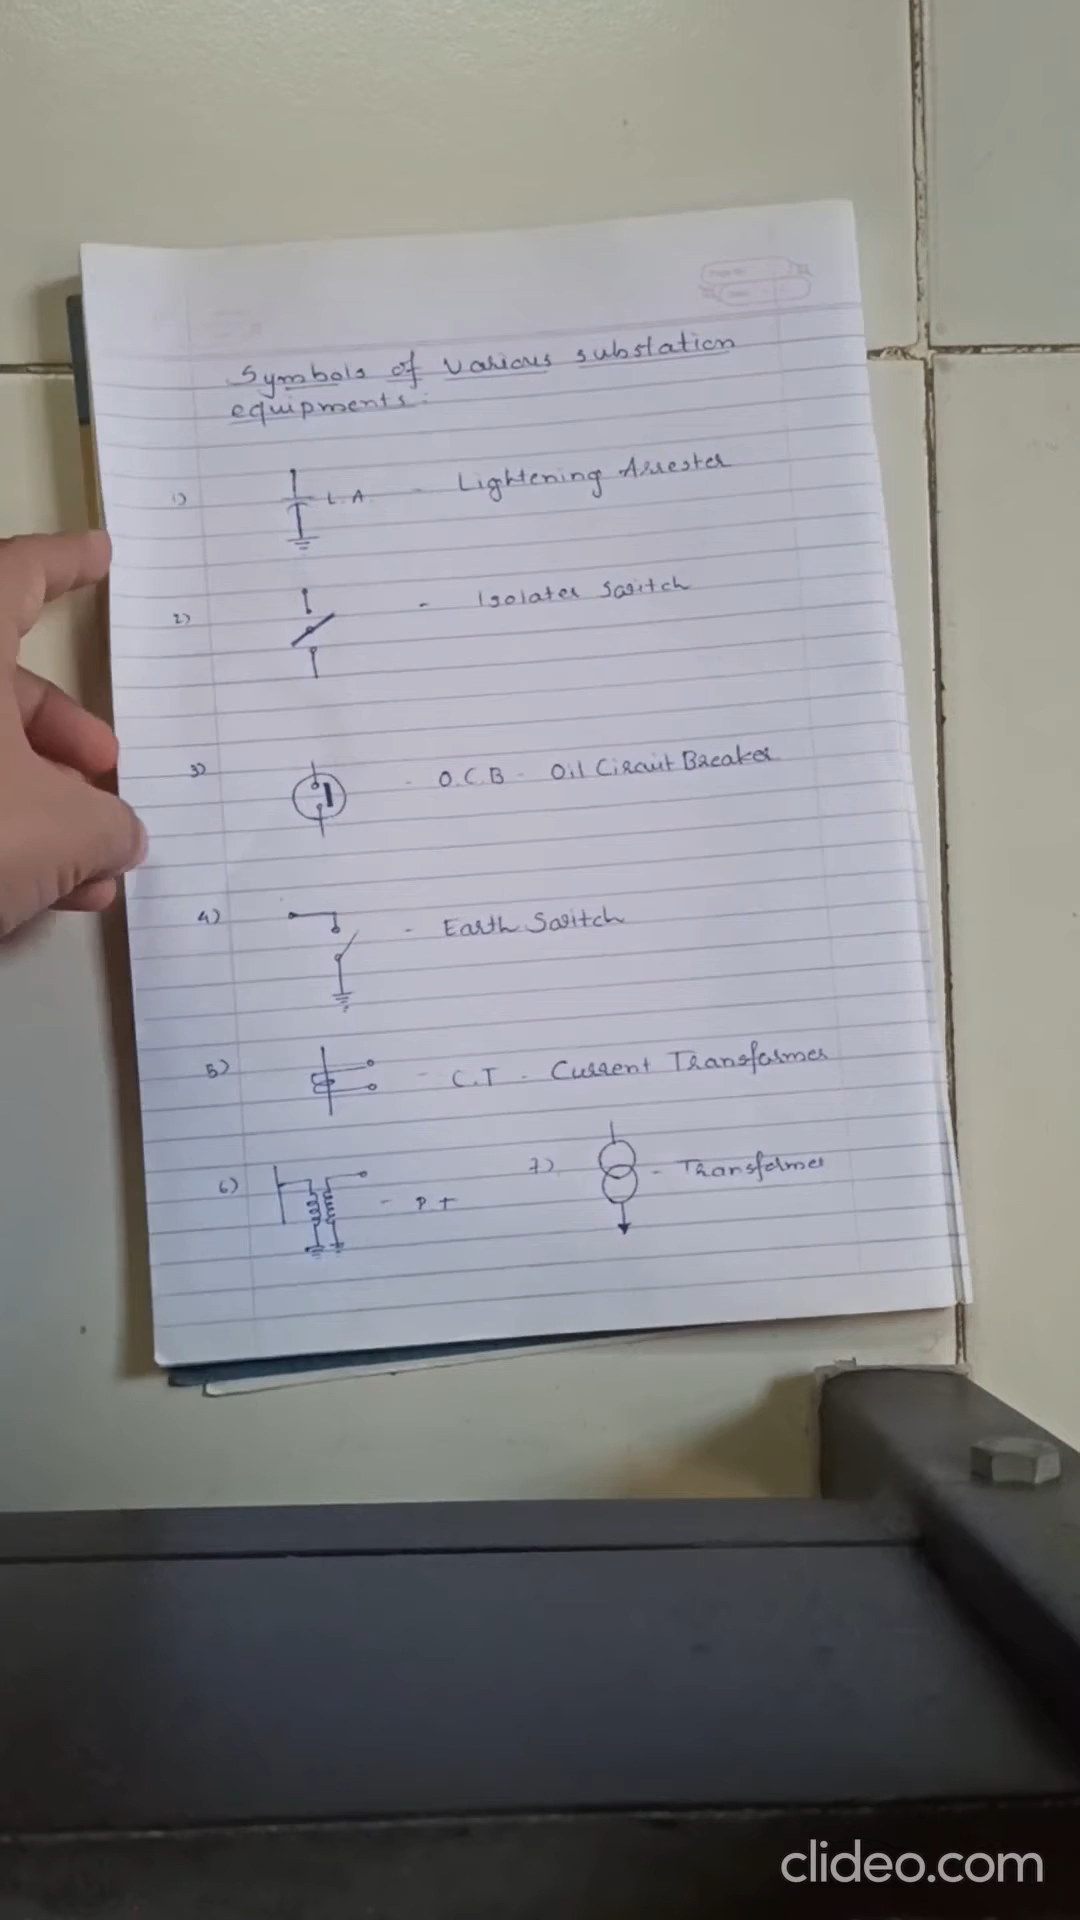 Symbols of various substation
equipments:
1) L.A. - Lightening Arrester
2) - Isolater Switch
3) - O.C.B - Oil Circuit Breaker
4) - Earth Switch
5) - C.T - Current Transformer
6) - P t 7) - Transformer
clideo.com